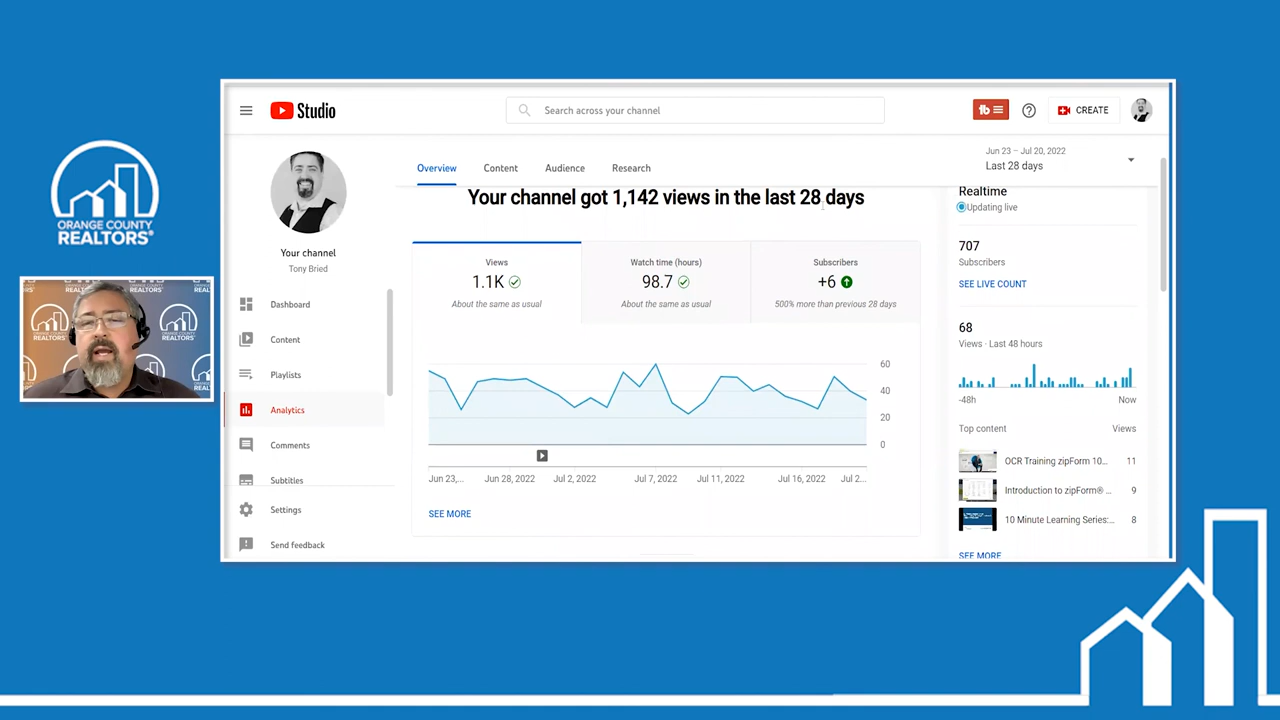 ORANGE COUNTY
REALTORS®
Studio
Search across your channel
CREATE
Your channel
Tony Bried
Dashboard
Content
Playlists
Analytics
Comments
Subtitles
Settings
Send feedback
Overview
Content
Audience
Research
Jun 23 – Jul 20, 2022
Last 28 days
Your channel got 1,142 views in the last 28 days
Views
1.1K
About the same as usual
Watch time (hours)
98.7
About the same as usual
Subscribers
+6
500% more than previous 28 days
60
40
20
0
Jun 23,...
Jun 28, 2022
Jul 2, 2022
Jul 7, 2022
Jul 11, 2022
Jul 16, 2022
Jul 2...
SEE MORE
Realtime
Updating live
707
Subscribers
SEE LIVE COUNT
68
Views · Last 48 hours
-48h
Now
Top content
Views
OCR Training zipForm 10...
11
Introduction to zipForm® ...
9
10 Minute Learning Series:...
8
SEE MORE